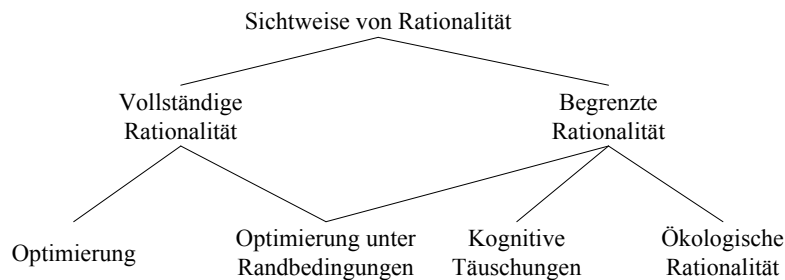 Sichtweise von Rationalität
Vollständige
Rationalität
Begrenzte
Rationalität
Optimierung
Optimierung unter
Randbedingungen
Kognitive
Täuschungen
Ökologische
Rationalität